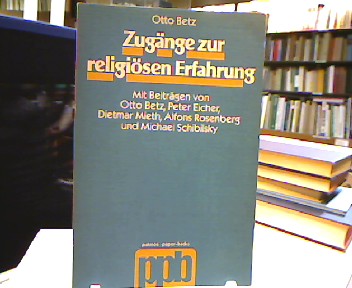 Otto Betz
Zugänge zur
religiösen Erfahrung
Mit Beiträgen von
Otto Betz, Peter Eicher,
Dietmar Mieth, Alfons Rosenberg
und Michael Schibilsky
patmos paper-backs
ppb